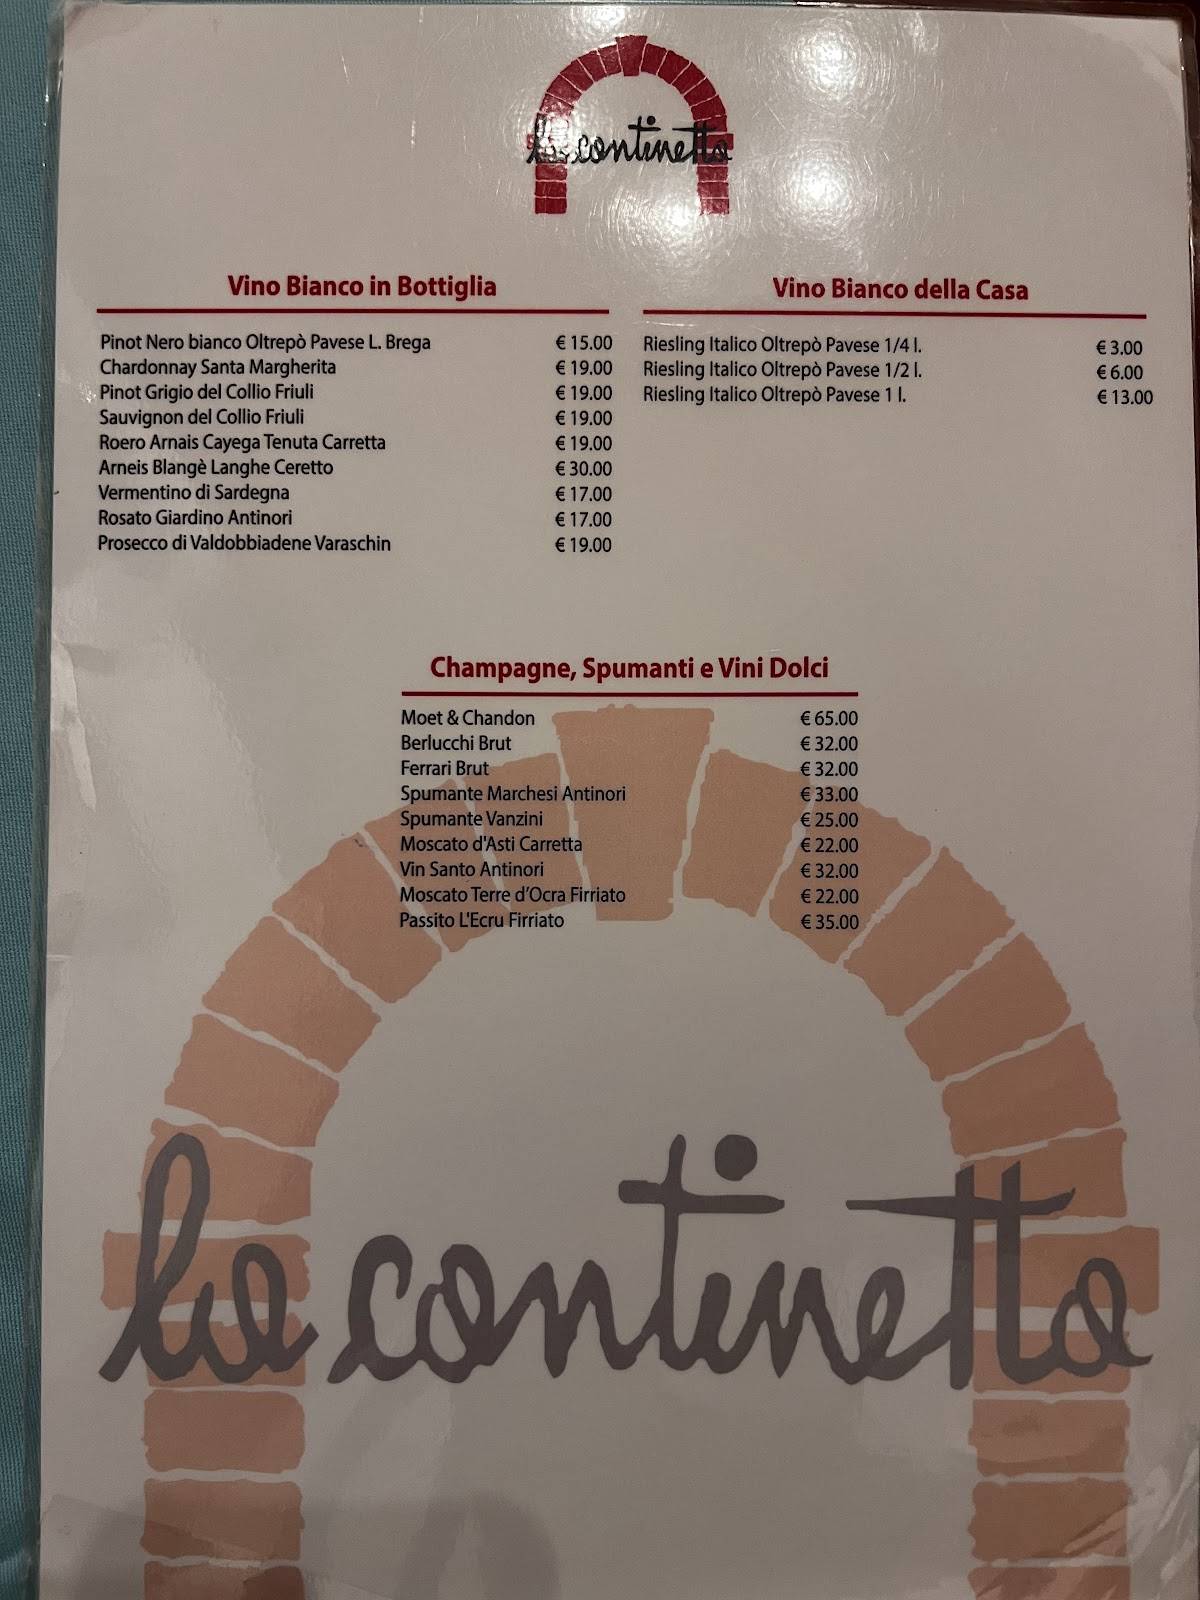 la continetta
Vino Bianco in Bottiglia
Pinot Nero bianco Oltrepò Pavese L. Brega € 15.00
Chardonnay Santa Margherita € 19.00
Pinot Grigio del Collio Friuli € 19.00
Sauvignon del Collio Friuli € 19.00
Roero Arnais Cayega Tenuta Carretta € 19.00
Arneis Blangè Langhe Ceretto € 30.00
Vermentino di Sardegna € 17.00
Rosato Giardino Antinori € 17.00
Prosecco di Valdobbiadene Varaschin € 19.00
Vino Bianco della Casa
Riesling Italico Oltrepò Pavese 1/4 l. € 3.00
Riesling Italico Oltrepò Pavese 1/2 l. € 6.00
Riesling Italico Oltrepò Pavese 1 l. € 13.00
Champagne, Spumanti e Vini Dolci
Moet & Chandon € 65.00
Berlucchi Brut € 32.00
Ferrari Brut € 32.00
Spumante Marchesi Antinori € 33.00
Spumante Vanzini € 25.00
Moscato d'Asti Carretta € 22.00
Vin Santo Antinori € 32.00
Moscato Terre d’Ocra Firriato € 22.00
Passito L'Ecru Firriato € 35.00
la continetta